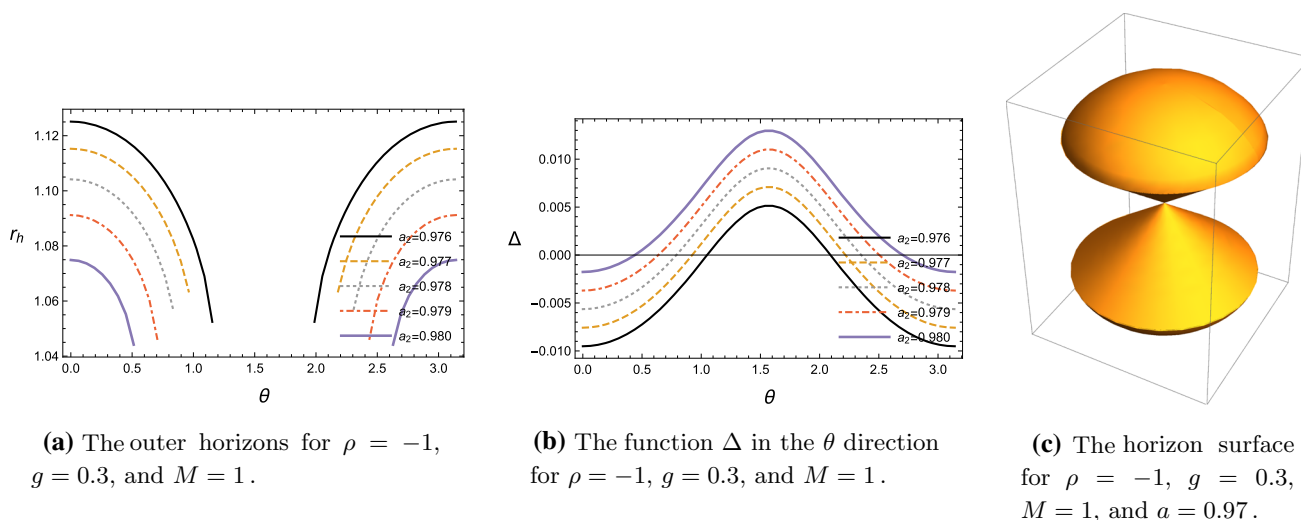 1.12
1.10
1.08
1.06
1.04
r_h
a₂=0.976
a₂=0.977
a₂=0.978
a₂=0.979
a₂=0.980
0.0 0.5 1.0 1.5 2.0 2.5 3.0
θ
0.010
0.005
0.000
-0.005
-0.010
Δ
a₂=0.976
a₂=0.977
a₂=0.978
a₂=0.979
a₂=0.980
0.0 0.5 1.0 1.5 2.0 2.5 3.0
θ
(a) The outer horizons for ρ = −1,
g = 0.3, and M = 1 .
(b) The function Δ in the θ direction
for ρ = −1, g = 0.3, and M = 1 .
(c) The horizon surface
for ρ = −1, g = 0.3,
M = 1, and a = 0.97 .